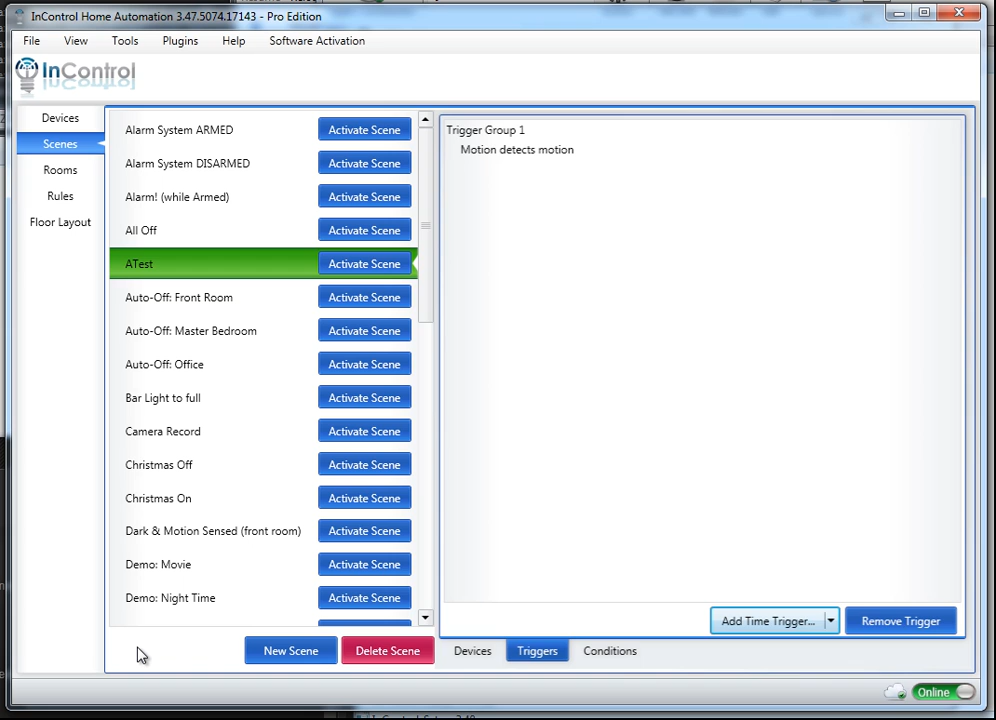 InControl Home Automation 3.47.5074.17143 - Pro Edition
File View Tools Plugins Help Software Activation
InControl
Devices
Scenes
Rooms
Rules
Floor Layout
Alarm System ARMED Activate Scene
Alarm System DISARMED Activate Scene
Alarm! (while Armed) Activate Scene
All Off Activate Scene
ATest Activate Scene
Auto-Off: Front Room Activate Scene
Auto-Off: Master Bedroom Activate Scene
Auto-Off: Office Activate Scene
Bar Light to full Activate Scene
Camera Record Activate Scene
Christmas Off Activate Scene
Christmas On Activate Scene
Dark & Motion Sensed (front room) Activate Scene
Demo: Movie Activate Scene
Demo: Night Time Activate Scene
New Scene Delete Scene
Trigger Group 1
Motion detects motion
Add Time Trigger... Remove Trigger
Devices Triggers Conditions
Online